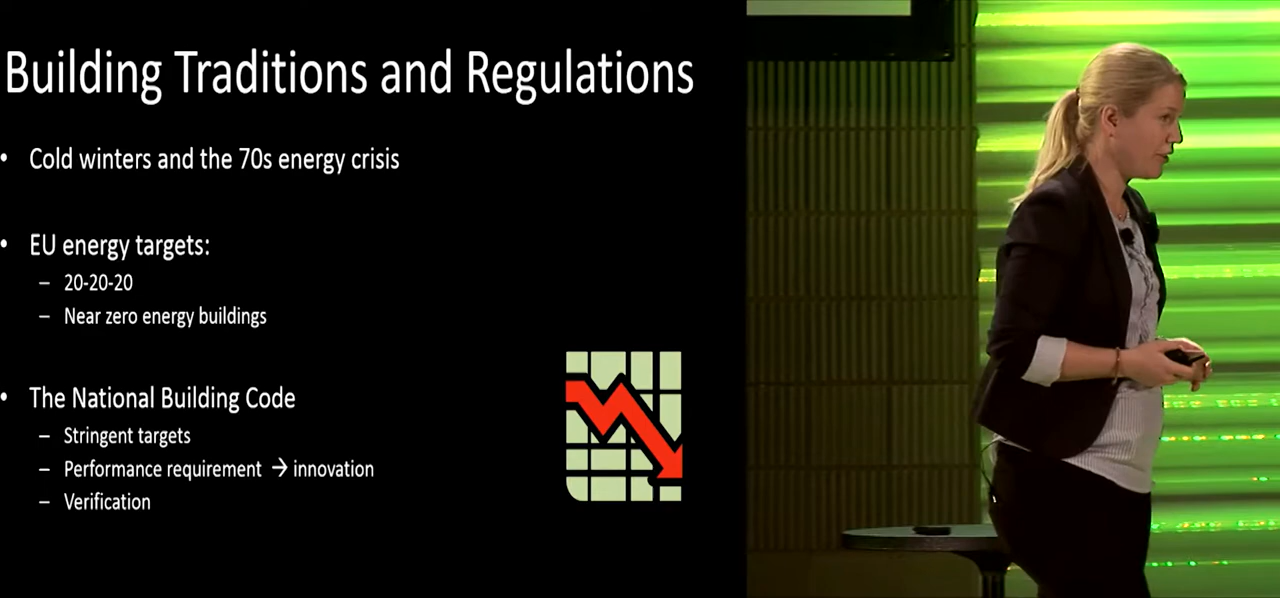 Building Traditions and Regulations
• Cold winters and the 70s energy crisis
• EU energy targets:
– 20-20-20
– Near zero energy buildings
• The National Building Code
– Stringent targets
– Performance requirement → innovation
– Verification